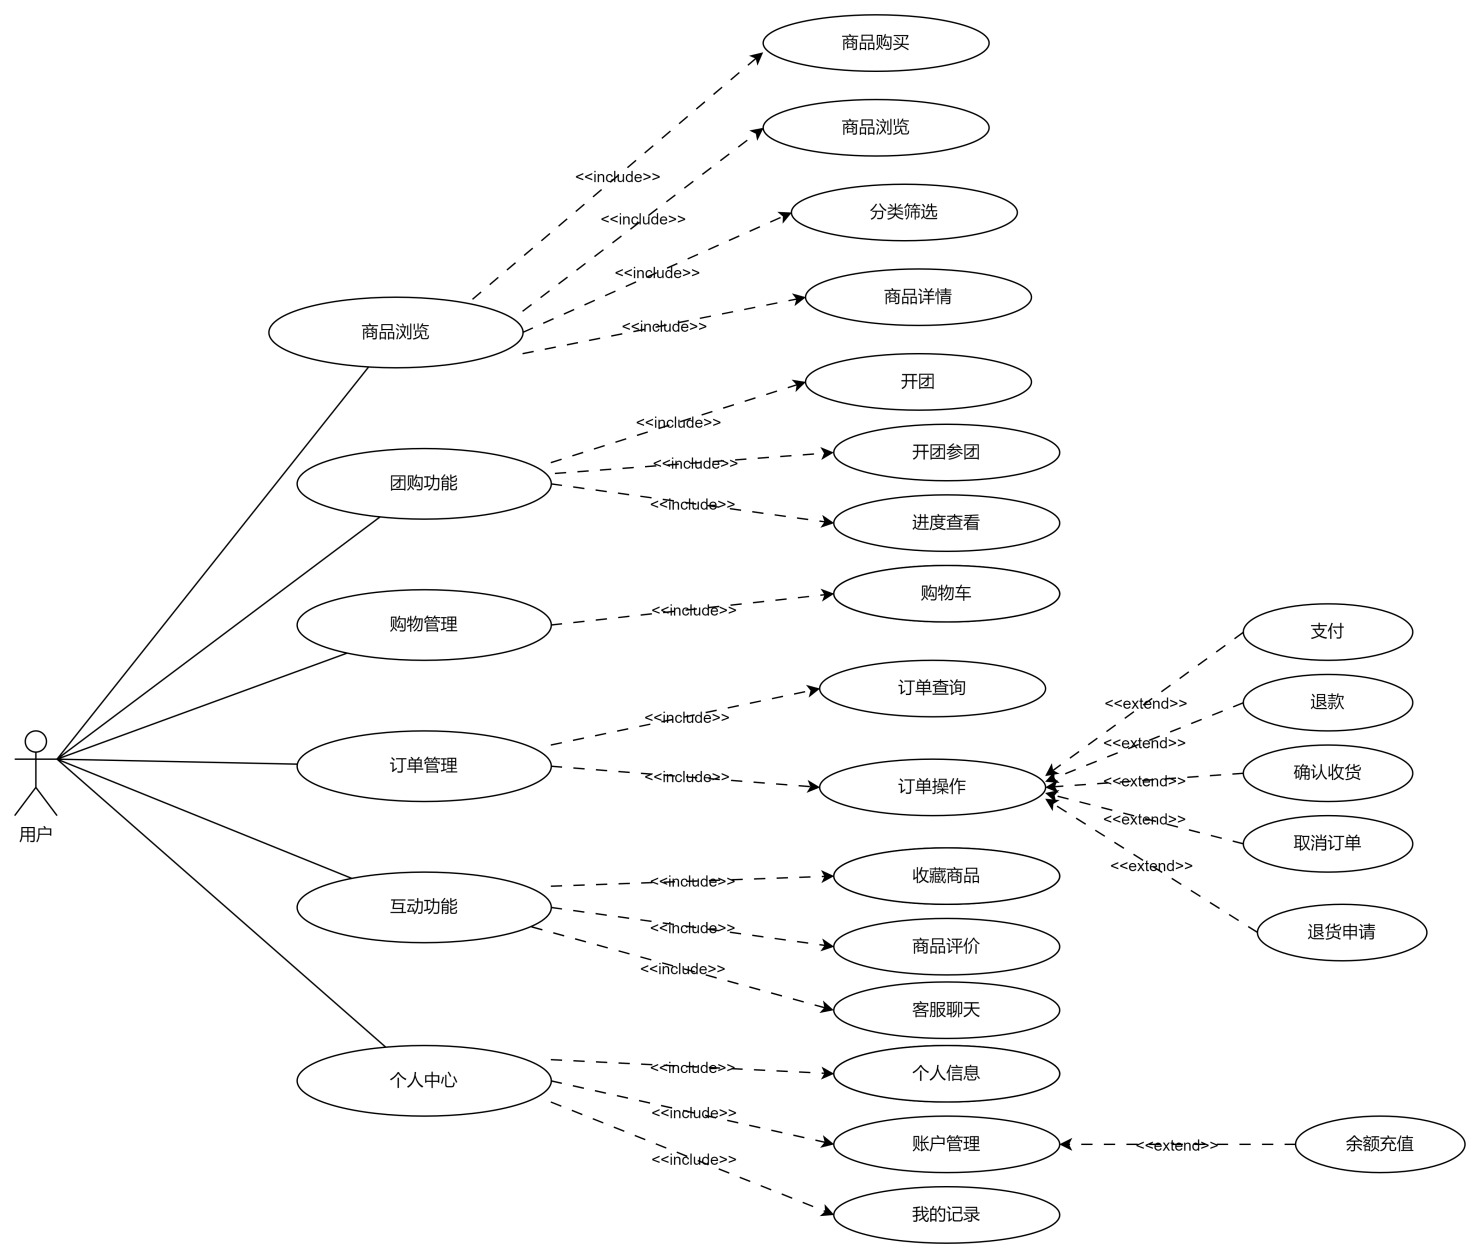 商品购买
商品浏览
<<include>>
分类筛选
<<include>>
<<include>>
商品详情
<<include>>
商品浏览
开团
<<include>>
开团参团
<<include>>
团购功能
<<include>>
进度查看
购物车
<<include>>
购物管理
支付
订单查询
<<extend>>
退款
<<include>>
<<extend>>
订单管理
<<include>>
订单操作
<<extend>>
确认收货
<<extend>>
用户
取消订单
<<extend>>
收藏商品
<<include>>
互动功能
<<include>>
退货申请
商品评价
<<include>>
客服聊天
<<include>>
个人信息
个人中心
<<include>>
账户管理
<<extend>>
余额充值
<<include>>
我的记录